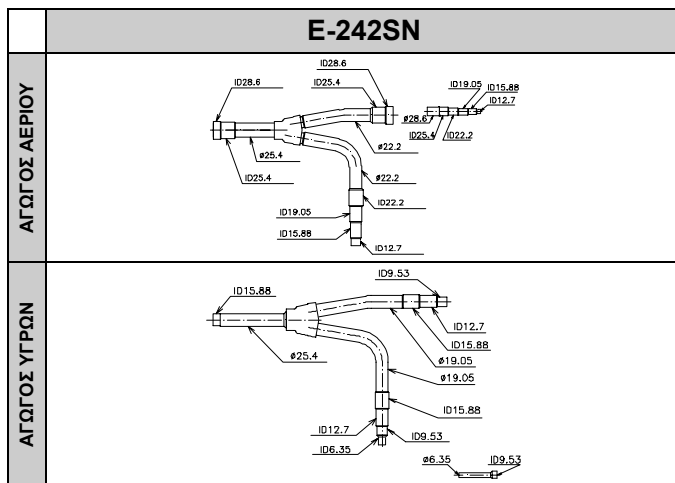 E-242SN
ΑΓΩΓΟΣ ΑΕΡΙΟΥ
ID28.6
ID28.6
ID25.4
ID19.05
ID15.88
ID12.7
ø28.6
ID25.4
ID22.2
ø22.2
ø25.4
ID25.4
ø22.2
ID22.2
ID19.05
ID15.88
ID12.7
ΑΓΩΓΟΣ ΥΓΡΩΝ
ID9.53
ID15.88
ID12.7
ID15.88
ø25.4
ø19.05
ø19.05
ID15.88
ID12.7
ID9.53
ID6.35
ø6.35
ID9.53